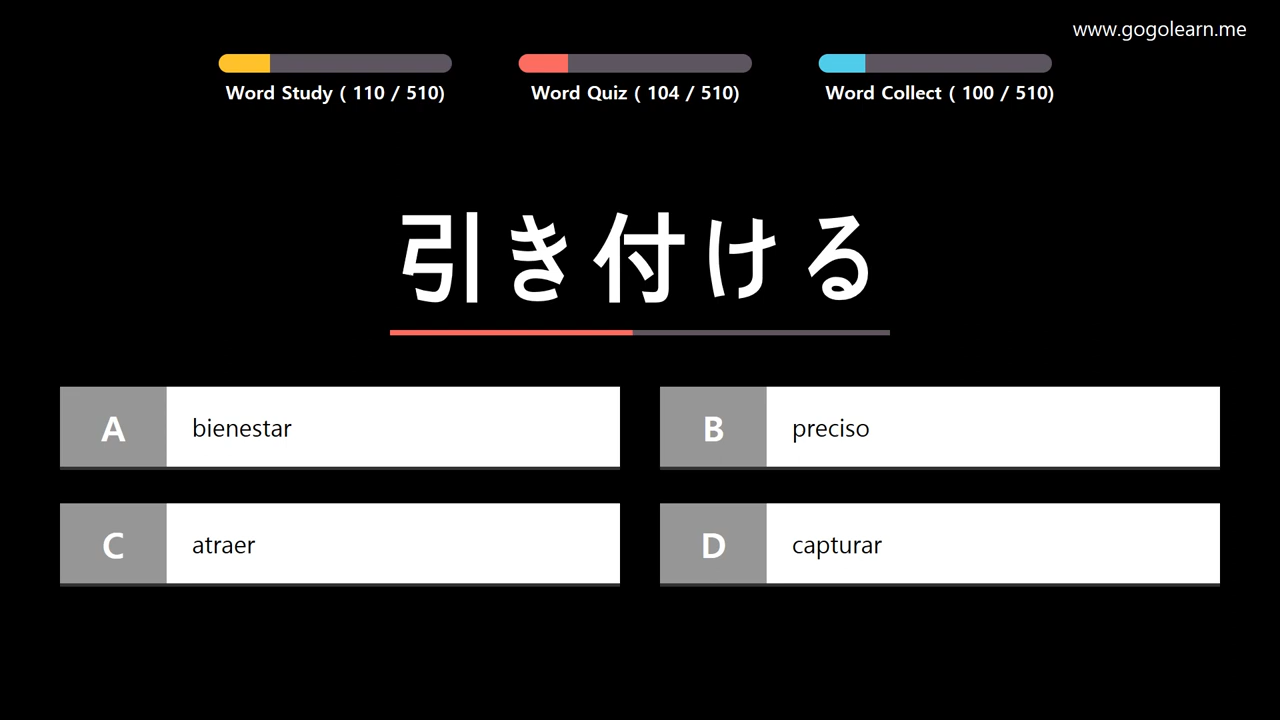 www.gogolearn.me
Word Study ( 110 / 510)
Word Quiz ( 104 / 510)
Word Collect ( 100 / 510)
引き付ける
A bienestar
B preciso
C atraer
D capturar